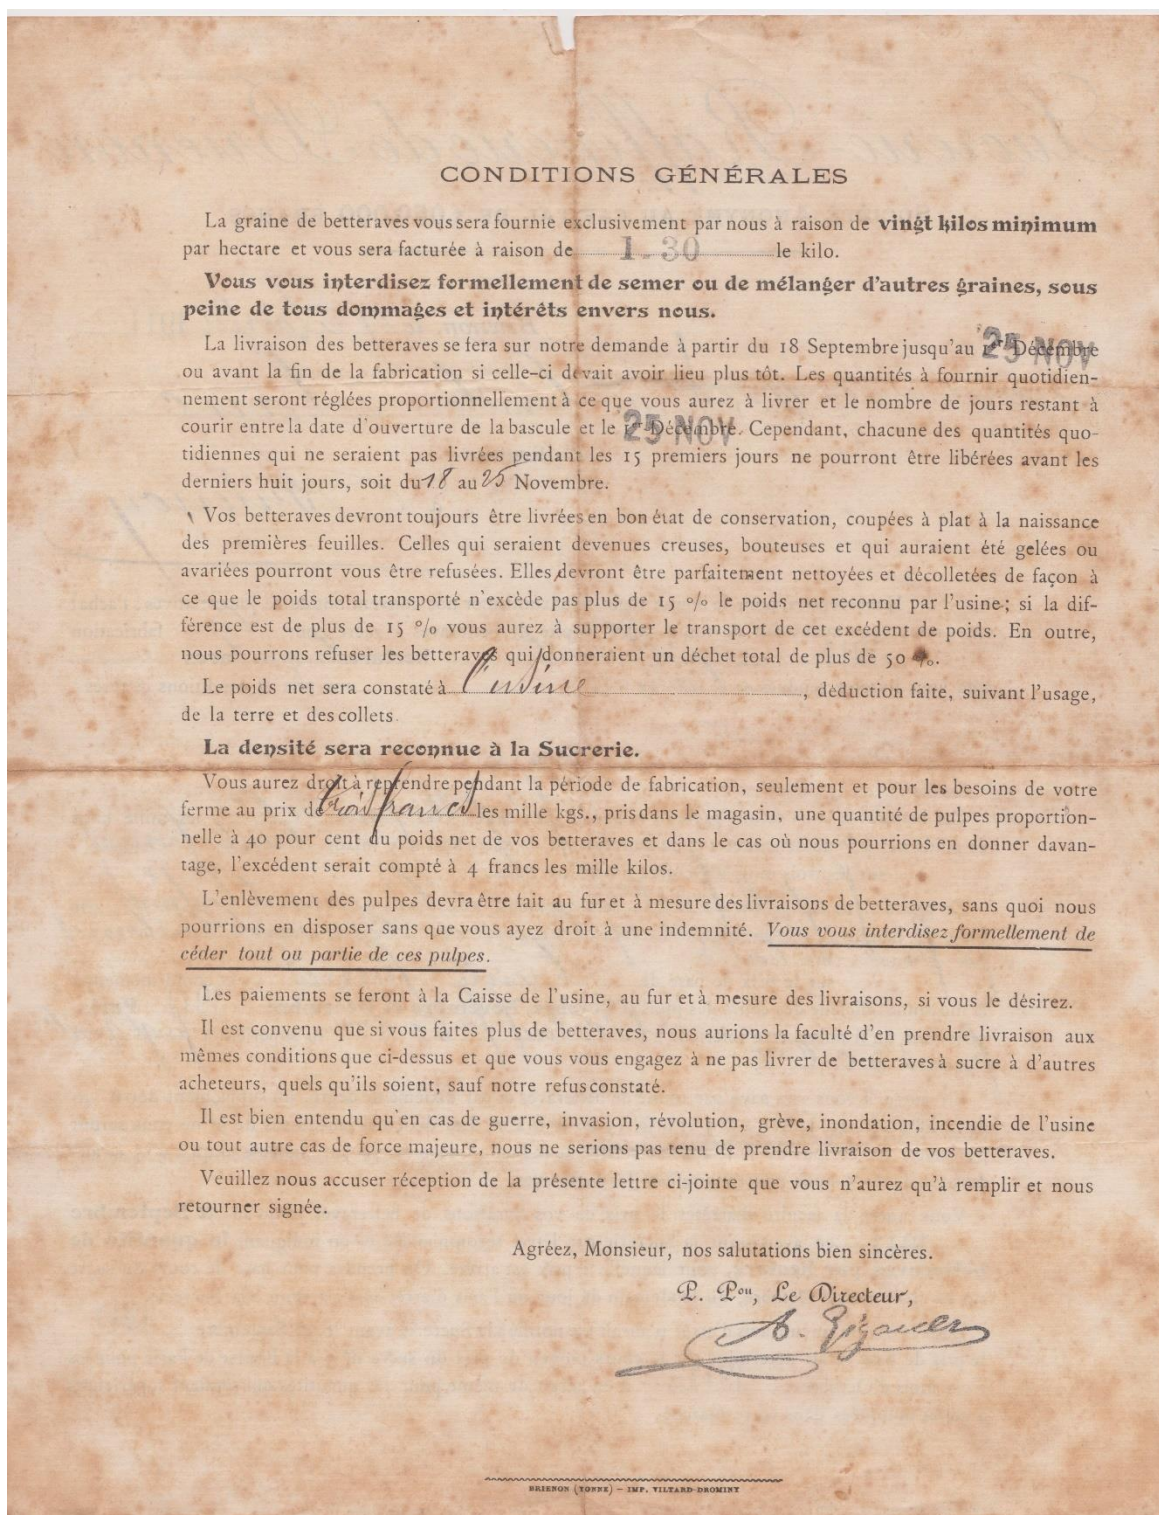 CONDITIONS GÉNÉRALES
La graine de betteraves vous sera fournie exclusivement par nous à raison de vingt kilos minimum
par hectare et vous sera facturée à raison de 1.30 le kilo.
Vous vous interdisez formellement de semer ou de mélanger d'autres graines, sous
peine de tous dommages et intérêts envers nous.
La livraison des betteraves se fera sur notre demande à partir du 18 Septembre jusqu'au 25 NOV
ou avant la fin de la fabrication si celle-ci devait avoir lieu plus tôt. Les quantités à fournir quotidien-
nement seront réglées proportionnellement à ce que vous aurez à livrer et le nombre de jours restant à
courir entre la date d'ouverture de la bascule et le 25 NOV. Cependant, chacune des quantités quo-
tidiennes qui ne seraient pas livrées pendant les 15 premiers jours ne pourront être libérées avant les
derniers huit jours, soit du 18 au 25 Novembre.
Vos betteraves devront toujours être livrées en bon état de conservation, coupées à plat à la naissance
des premières feuilles. Celles qui seraient devenues creuses, bouteuses et qui auraient été gelées ou
avariées pourront vous être refusées. Elles devront être parfaitement nettoyées et décolletées de façon à
ce que le poids total transporté n'excède pas plus de 15 % le poids net reconnu par l'usine; si la dif-
férence est de plus de 15 % vous aurez à supporter le transport de cet excédent de poids. En outre,
nous pourrons refuser les betteraves qui donneraient un déchet total de plus de 50 %.
Le poids net sera constaté à l'usine, déduction faite, suivant l'usage,
de la terre et des collets.
La densité sera reconnue à la Sucrerie.
Vous aurez droit à reprendre pendant la période de fabrication, seulement et pour les besoins de votre
ferme au prix de trois francs les mille kgs., pris dans le magasin, une quantité de pulpes proportion-
nelle à 40 pour cent du poids net de vos betteraves et dans le cas où nous pourrions en donner davan-
tage, l'excédent serait compté à 4 francs les mille kilos.
L'enlèvement des pulpes devra être fait au fur et à mesure des livraisons de betteraves, sans quoi nous
pourrions en disposer sans que vous ayez droit à une indemnité. Vous vous interdisez formellement de
céder tout ou partie de ces pulpes.
Les paiements se feront à la Caisse de l'usine, au fur et à mesure des livraisons, si vous le désirez.
Il est convenu que si vous faites plus de betteraves, nous aurions la faculté d'en prendre livraison aux
mêmes conditions que ci-dessus et que vous vous engagez à ne pas livrer de betteraves à sucre à d'autres
acheteurs, quels qu'ils soient, sauf notre refus constaté.
Il est bien entendu qu'en cas de guerre, invasion, révolution, grève, inondation, incendie de l'usine
ou tout autre cas de force majeure, nous ne serions pas tenu de prendre livraison de vos betteraves.
Veuillez nous accuser réception de la présente lettre ci-jointe que vous n'aurez qu'à remplir et nous
retourner signée.
Agréez, Monsieur, nos salutations bien sincères.
P. Pon, Le Directeur,
A.
BRIENON (YONNE) — IMP. VILTARD-DROMINY